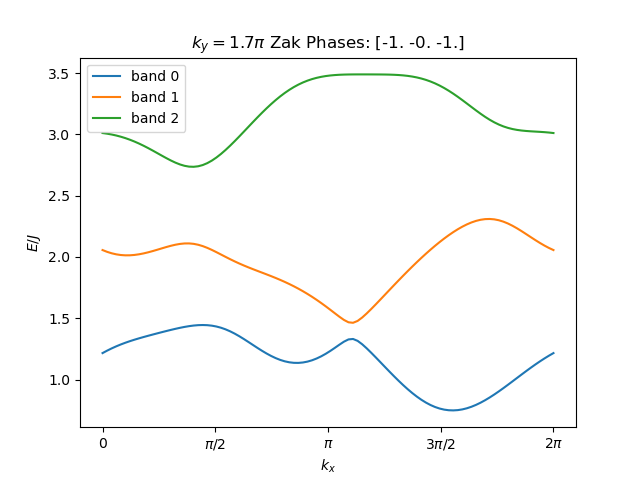 k_y = 1.7π Zak Phases: [-1. -0. -1.]
band 0
band 1
band 2
3.5
3.0
2.5
2.0
1.5
1.0
E/J
0 π/2 π 3π/2 2π
k_x